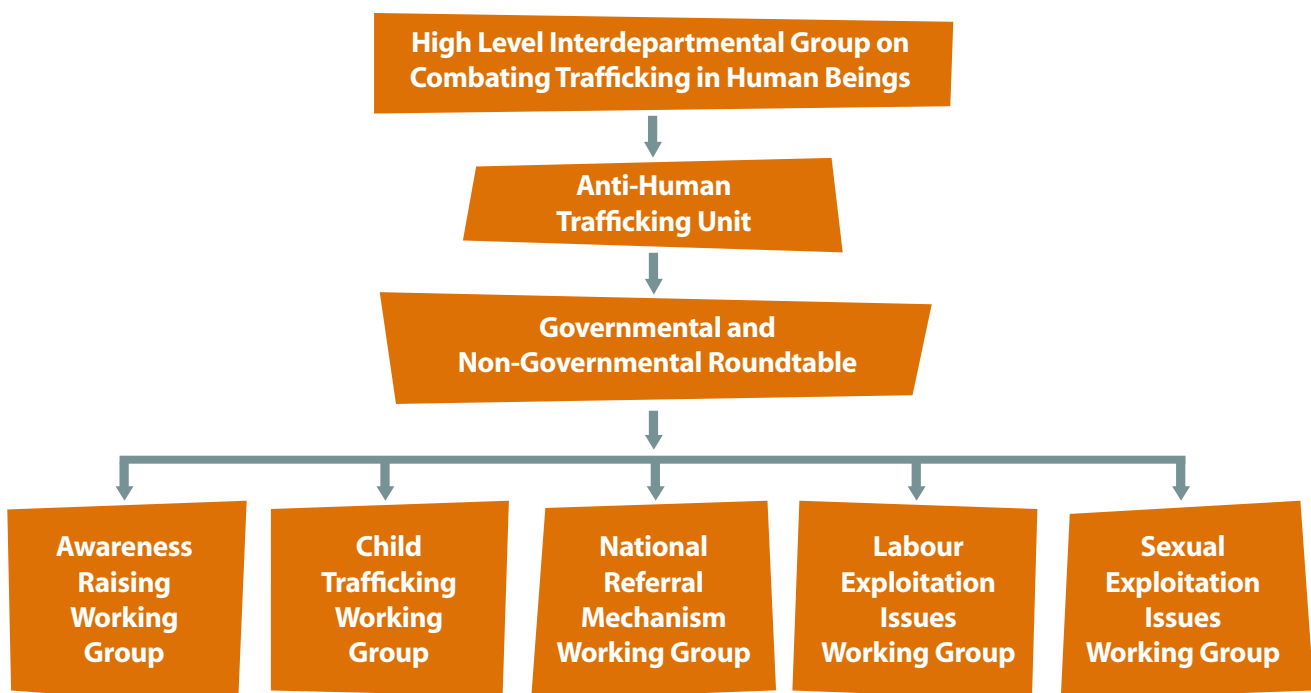 High Level Interdepartmental Group on
Combating Trafficking in Human Beings
Anti-Human
Trafficking Unit
Governmental and
Non-Governmental Roundtable
Awareness
Raising
Working
Group
Child
Trafficking
Working
Group
National
Referral
Mechanism
Working Group
Labour
Exploitation
Issues
Working Group
Sexual
Exploitation
Issues
Working Group